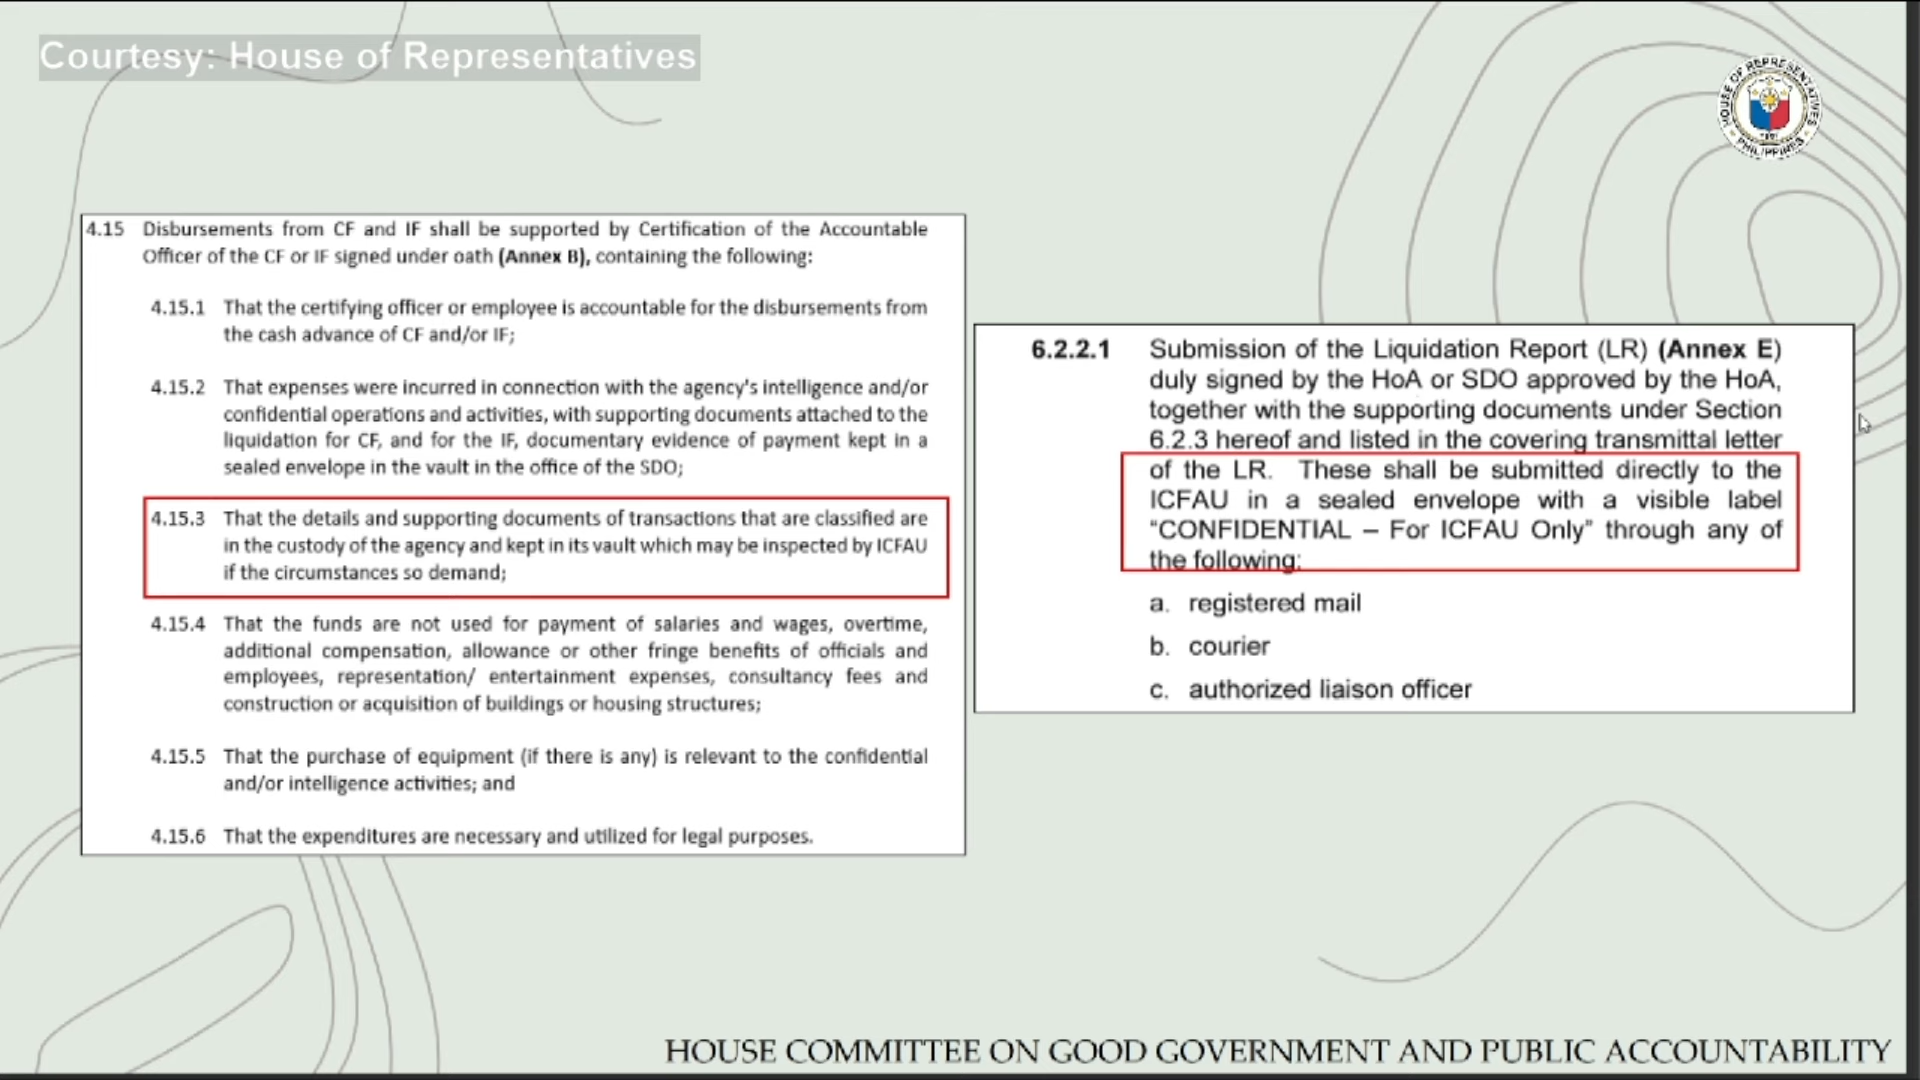 Courtesy: House of Representatives
HOUSE OF REPRESENTATIVES
PHILIPPINES
4.15 Disbursements from CF and IF shall be supported by Certification of the Accountable
Officer of the CF or IF signed under oath (Annex B), containing the following:
4.15.1 That the certifying officer or employee is accountable for the disbursements from
the cash advance of CF and/or IF;
4.15.2 That expenses were incurred in connection with the agency's intelligence and/or
confidential operations and activities, with supporting documents attached to the
liquidation for CF, and for the IF, documentary evidence of payment kept in a
sealed envelope in the vault in the office of the SDO;
4.15.3 That the details and supporting documents of transactions that are classified are
in the custody of the agency and kept in its vault which may be inspected by ICFAU
if the circumstances so demand;
4.15.4 That the funds are not used for payment of salaries and wages, overtime,
additional compensation, allowance or other fringe benefits of officials and
employees, representation/ entertainment expenses, consultancy fees and
construction or acquisition of buildings or housing structures;
4.15.5 That the purchase of equipment (if there is any) is relevant to the confidential
and/or intelligence activities; and
4.15.6 That the expenditures are necessary and utilized for legal purposes.
6.2.2.1 Submission of the Liquidation Report (LR) (Annex E)
duly signed by the HoA or SDO approved by the HoA,
together with the supporting documents under Section
6.2.3 hereof and listed in the covering transmittal letter
of the LR. These shall be submitted directly to the
ICFAU in a sealed envelope with a visible label
"CONFIDENTIAL – For ICFAU Only" through any of
the following:
a. registered mail
b. courier
c. authorized liaison officer
HOUSE COMMITTEE ON GOOD GOVERNMENT AND PUBLIC ACCOUNTABILITY